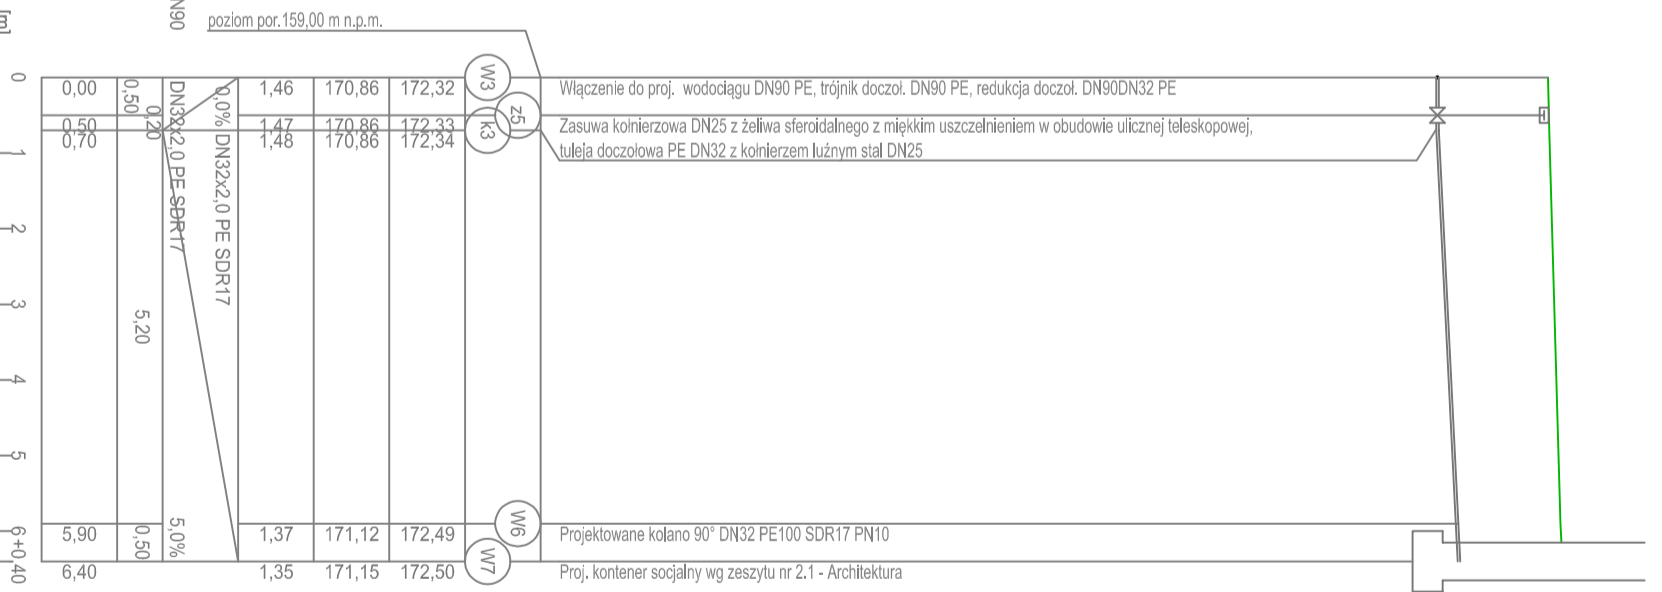 N90
poziom por.159,00 m n.p.m.
[m]
0
0,00
0,50
0,20
DN32x2,0 PE SDR17
0,0% DN32x2,0 PE SDR17
1,46
170,86
172,32
W3
Włączenie do proj. wodociągu DN90 PE, trójnik doczoł. DN90 PE, redukcja doczoł. DN90DN32 PE
0,50
1,47
170,86
172,33
z5
Zasuwa kołnierzowa DN25 z żeliwa sferoidalnego z miękkim uszczelnieniem w obudowie ulicznej teleskopowej,
0,70
1,48
170,86
172,34
k3
tuleja doczołowa PE DN32 z kołnierzem luźnym stal DN25
1
2
3
5,20
4
5
6+0,40
5,90
0,50
5,0%
1,37
171,12
172,49
W6
Projektowane kolano 90° DN32 PE100 SDR17 PN10
6,40
1,35
171,15
172,50
W7
Proj. kontener socjalny wg zeszytu nr 2.1 - Architektura